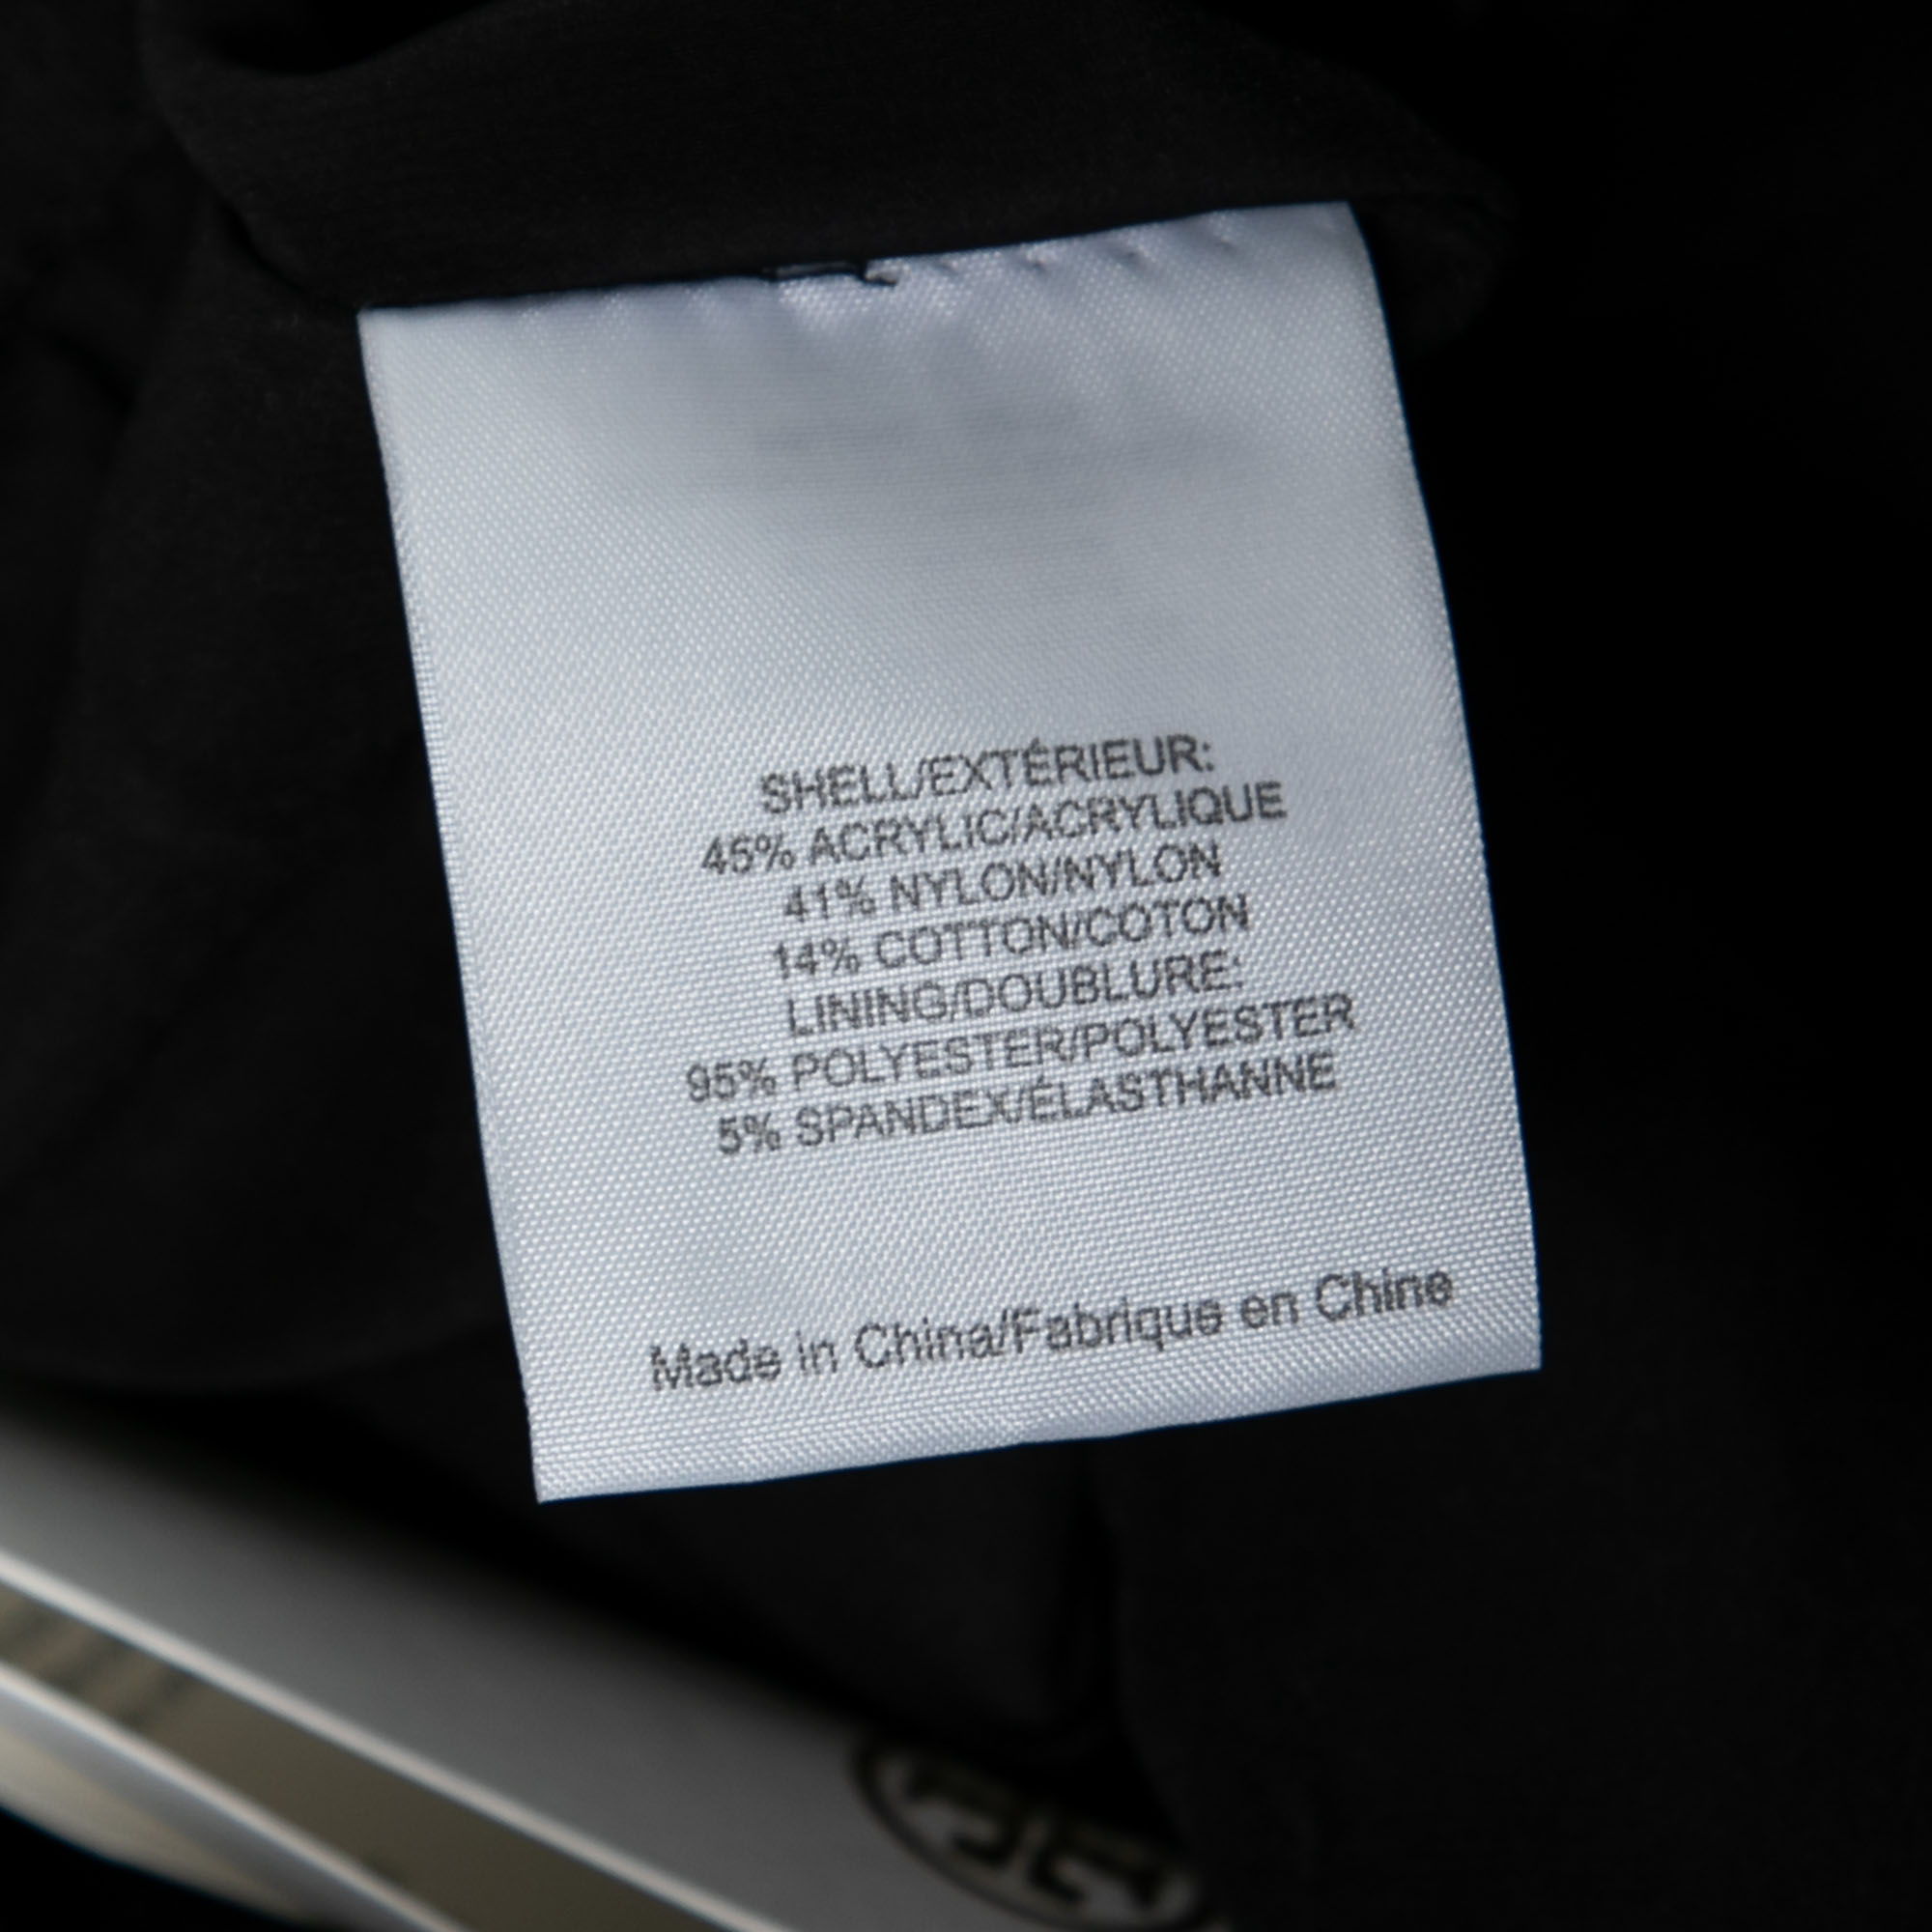 SHELL/EXTÉRIEUR:
45% ACRYLIC/ACRYLIQUE
41% NYLON/NYLON
14% COTTON/COTON
LINING/DOUBLURE:
95% POLYESTER/POLYESTER
5% SPANDEX/ÉLASTHANNE
Made in China/Fabrique en Chine